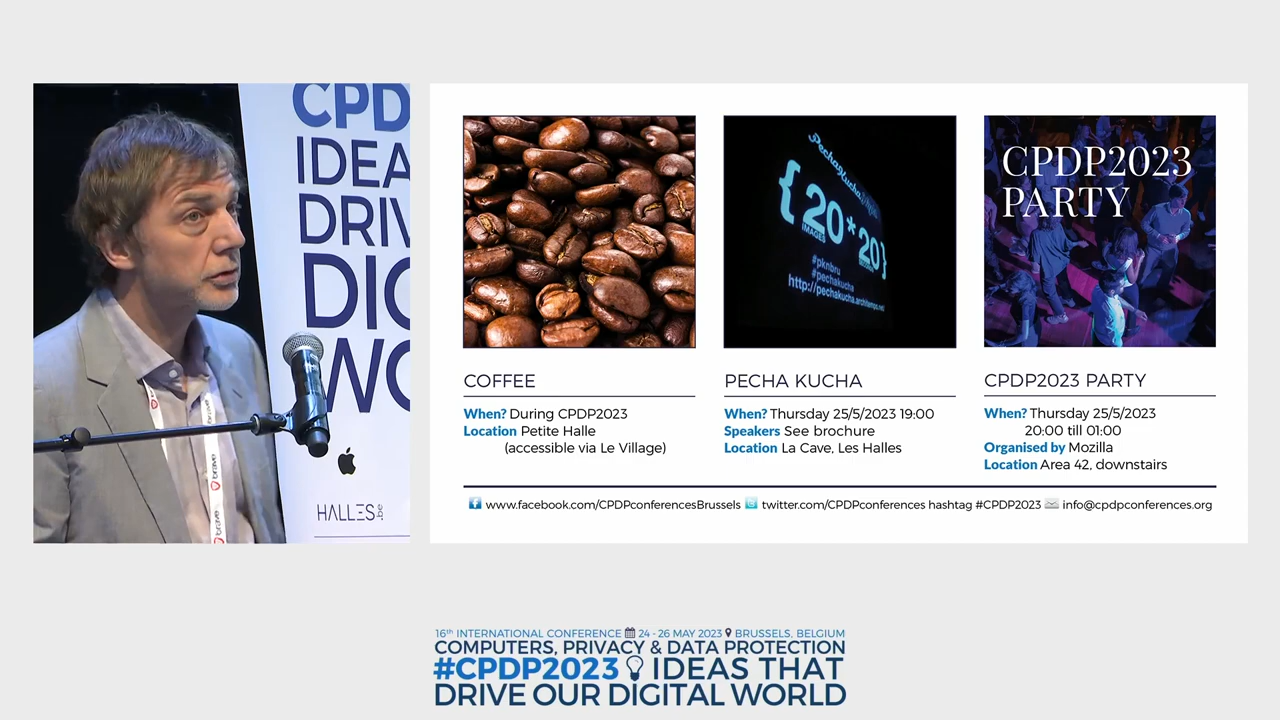 CPD
IDEA
DRIV
DIG
WO
HALLES.be
brave
brave
PechaKucha
{20*20}
IMAGES
#pknbru
#pechakucha
http://pechakucha.architempo.net
CPDP2023
PARTY
COFFEE
When? During CPDP2023
Location Petite Halle
(accessible via Le Village)
PECHA KUCHA
When? Thursday 25/5/2023 19:00
Speakers See brochure
Location La Cave, Les Halles
CPDP2023 PARTY
When? Thursday 25/5/2023
20:00 till 01:00
Organised by Mozilla
Location Area 42, downstairs
www.facebook.com/CPDPconferencesBrussels twitter.com/CPDPconferences hashtag #CPDP2023 info@cpdpconferences.org
16th INTERNATIONAL CONFERENCE 24 - 26 MAY 2023 BRUSSELS, BELGIUM
COMPUTERS, PRIVACY & DATA PROTECTION
#CPDP2023 IDEAS THAT
DRIVE OUR DIGITAL WORLD